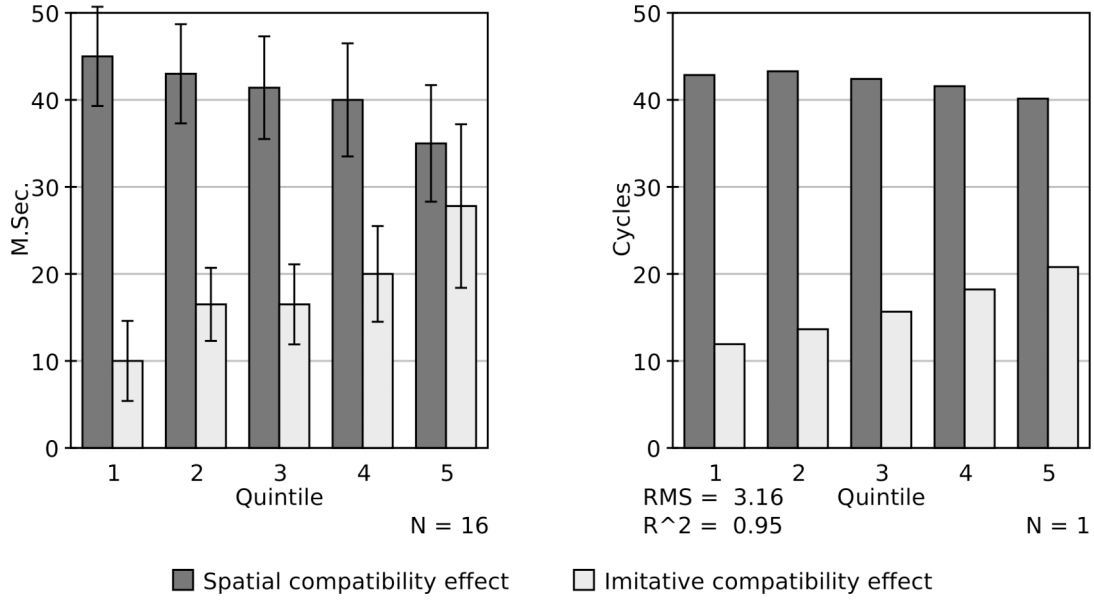 50
40
30
20
10
0
M.Sec.
1 2 3 4 5
Quintile
N = 16
50
40
30
20
10
0
Cycles
1 2 3 4 5
RMS = 3.16 Quintile
R^2 = 0.95 N = 1
Spatial compatibility effect Imitative compatibility effect